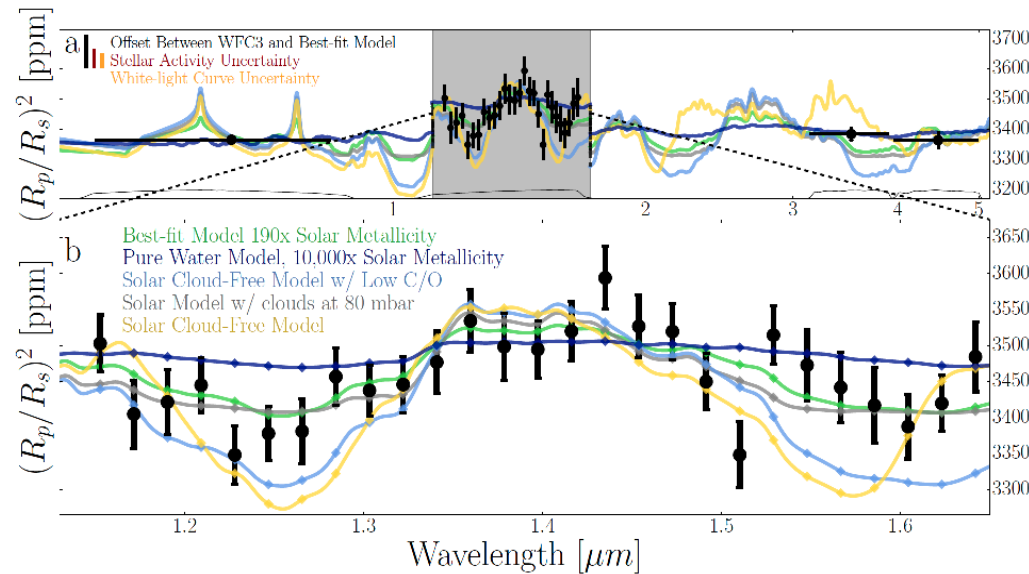 a
Offset Between WFC3 and Best-fit Model
Stellar Activity Uncertainty
White-light Curve Uncertainty
(R_p/R_s)^2 [ppm]
3700
3600
3500
3400
3300
3200
1 2 3 4 5
b
Best-fit Model 190x Solar Metallicity
Pure Water Model, 10,000x Solar Metallicity
Solar Cloud-Free Model w/ Low C/O
Solar Model w/ clouds at 80 mbar
Solar Cloud-Free Model
(R_p/R_s)^2 [ppm]
3650
3600
3550
3500
3450
3400
3350
3300
1.2 1.3 1.4 1.5 1.6
Wavelength [μm]